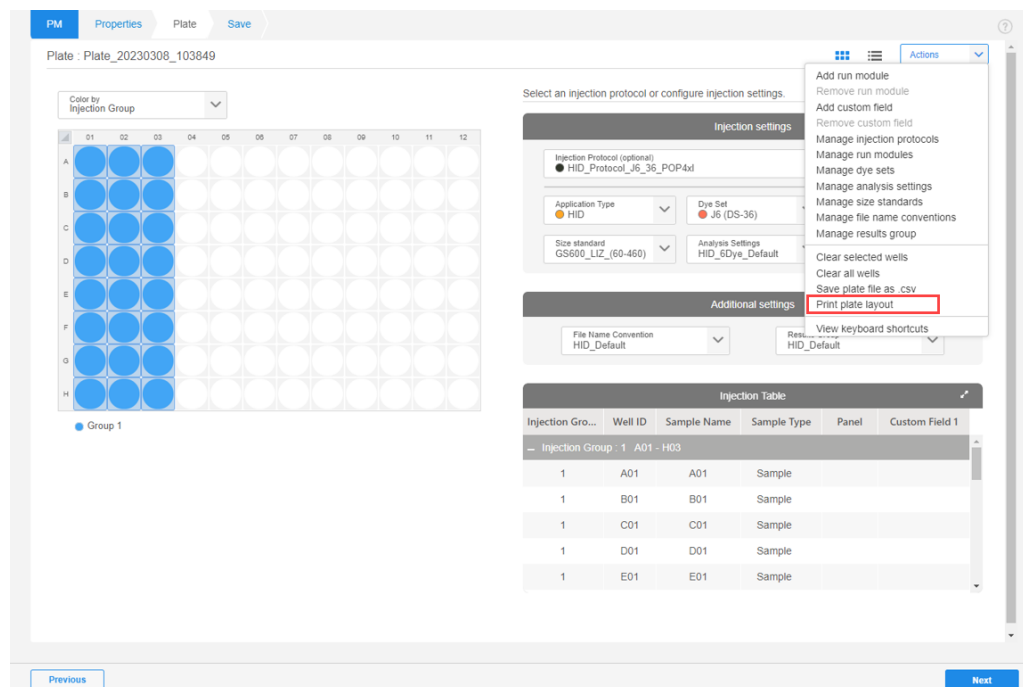 PM Properties Plate Save
Plate : Plate_20230308_103849
Actions
Add run module
Remove run module
Add custom field
Remove custom field
Manage injection protocols
Manage run modules
Manage dye sets
Manage analysis settings
Manage size standards
Manage file name conventions
Manage results group
Clear selected wells
Clear all wells
Save plate file as .csv
Print plate layout
View keyboard shortcuts
Color by
Injection Group
01 02 03 04 05 06 07 08 09 10 11 12
A
B
C
D
E
F
G
H
Group 1
Select an injection protocol or configure injection settings.
Injection settings
Injection Protocol (optional)
HID_Protocol_J6_36_POP4xl
Application Type
HID
Dye Set
J6 (DS-36)
Size standard
GS600_LIZ_(60-460)
Analysis Settings
HID_6Dye_Default
Additional settings
File Name Convention
HID_Default
HID_Default
Injection Table
Injection Gro... Well ID Sample Name Sample Type Panel Custom Field 1
Injection Group : 1 A01 - H03
1 A01 A01 Sample
1 B01 B01 Sample
1 C01 C01 Sample
1 D01 D01 Sample
1 E01 E01 Sample
Previous
Next